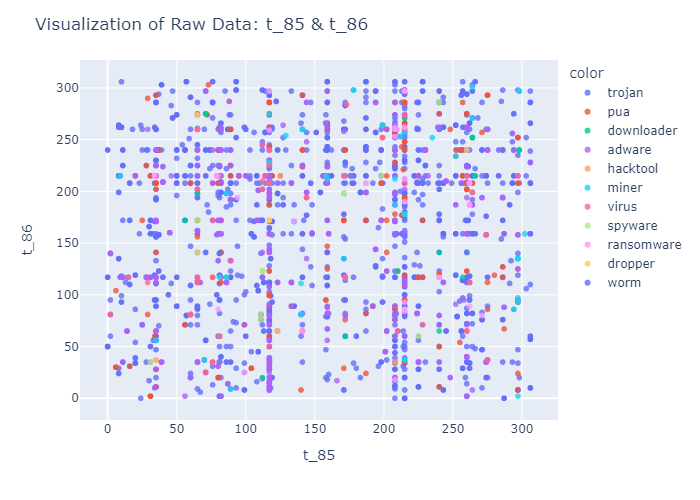 Visualization of Raw Data: t_85 & t_86
color
trojan
pua
downloader
adware
hacktool
miner
virus
spyware
ransomware
dropper
worm
300
250
200
150
100
50
0
t_86
0 50 100 150 200 250 300
t_85